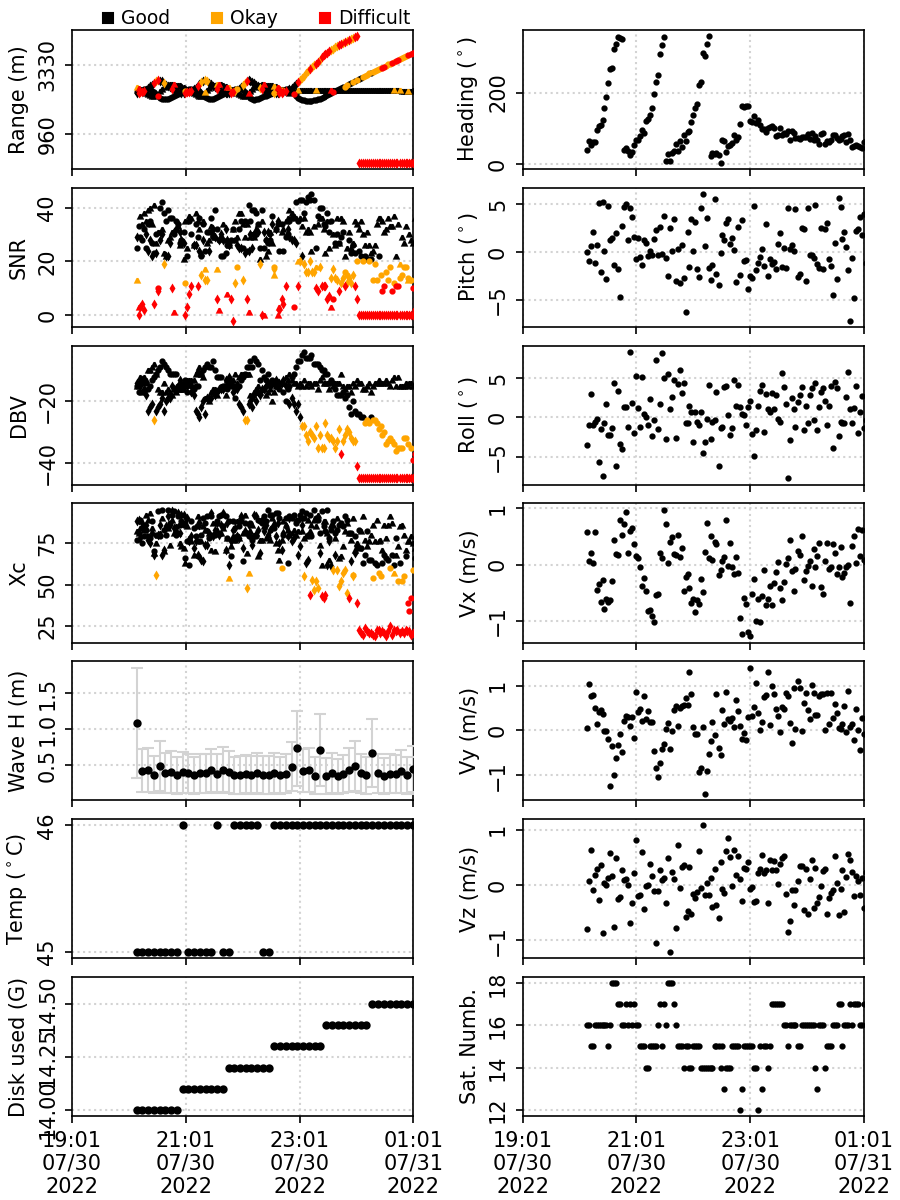 Good Okay Difficult
Range (m)
3330
960
Heading (°)
200
0
SNR
40
20
0
Pitch (°)
5
0
−5
DBV
−20
−40
Roll (°)
5
0
−5
Xc
75
50
25
Vx (m/s)
1
0
−1
Wave H (m)
1.5
1.0
0.5
Vy (m/s)
1
0
−1
Temp (°C)
46
45
Vz (m/s)
1
0
−1
Disk used (G)
14.50
14.25
14.00
Sat. Numb.
18
16
14
12
19:01 21:01 23:01 01:01
07/30 07/30 07/30 07/31
2022 2022 2022 2022
19:01 21:01 23:01 01:01
07/30 07/30 07/30 07/31
2022 2022 2022 2022